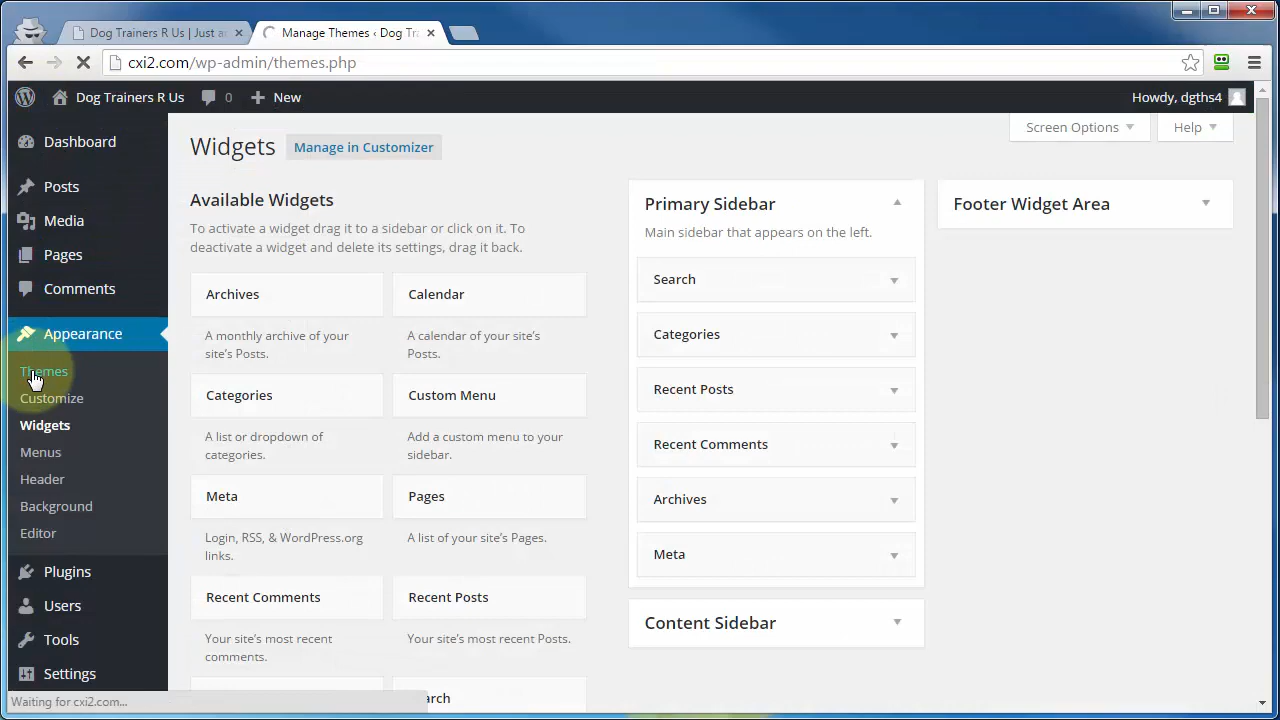 Dog Trainers R Us | Just a
Manage Themes ‹ Dog Tra
cxi2.com/wp-admin/themes.php
Dog Trainers R Us
0
New
Howdy, dgths4
Dashboard
Posts
Media
Pages
Comments
Appearance
Themes
Customize
Widgets
Menus
Header
Background
Editor
Plugins
Users
Tools
Settings
Screen Options
Help
Widgets
Manage in Customizer
Available Widgets
To activate a widget drag it to a sidebar or click on it. To
deactivate a widget and delete its settings, drag it back.
Archives
A monthly archive of your
site's Posts.
Calendar
A calendar of your site's
Posts.
Categories
A list or dropdown of
categories.
Custom Menu
Add a custom menu to your
sidebar.
Meta
Login, RSS, & WordPress.org
links.
Pages
A list of your site's Pages.
Recent Comments
Your site's most recent
comments.
Recent Posts
Your site's most recent Posts.
Primary Sidebar
Main sidebar that appears on the left.
Search
Categories
Recent Posts
Recent Comments
Archives
Meta
Content Sidebar
Footer Widget Area
Waiting for cxi2.com...